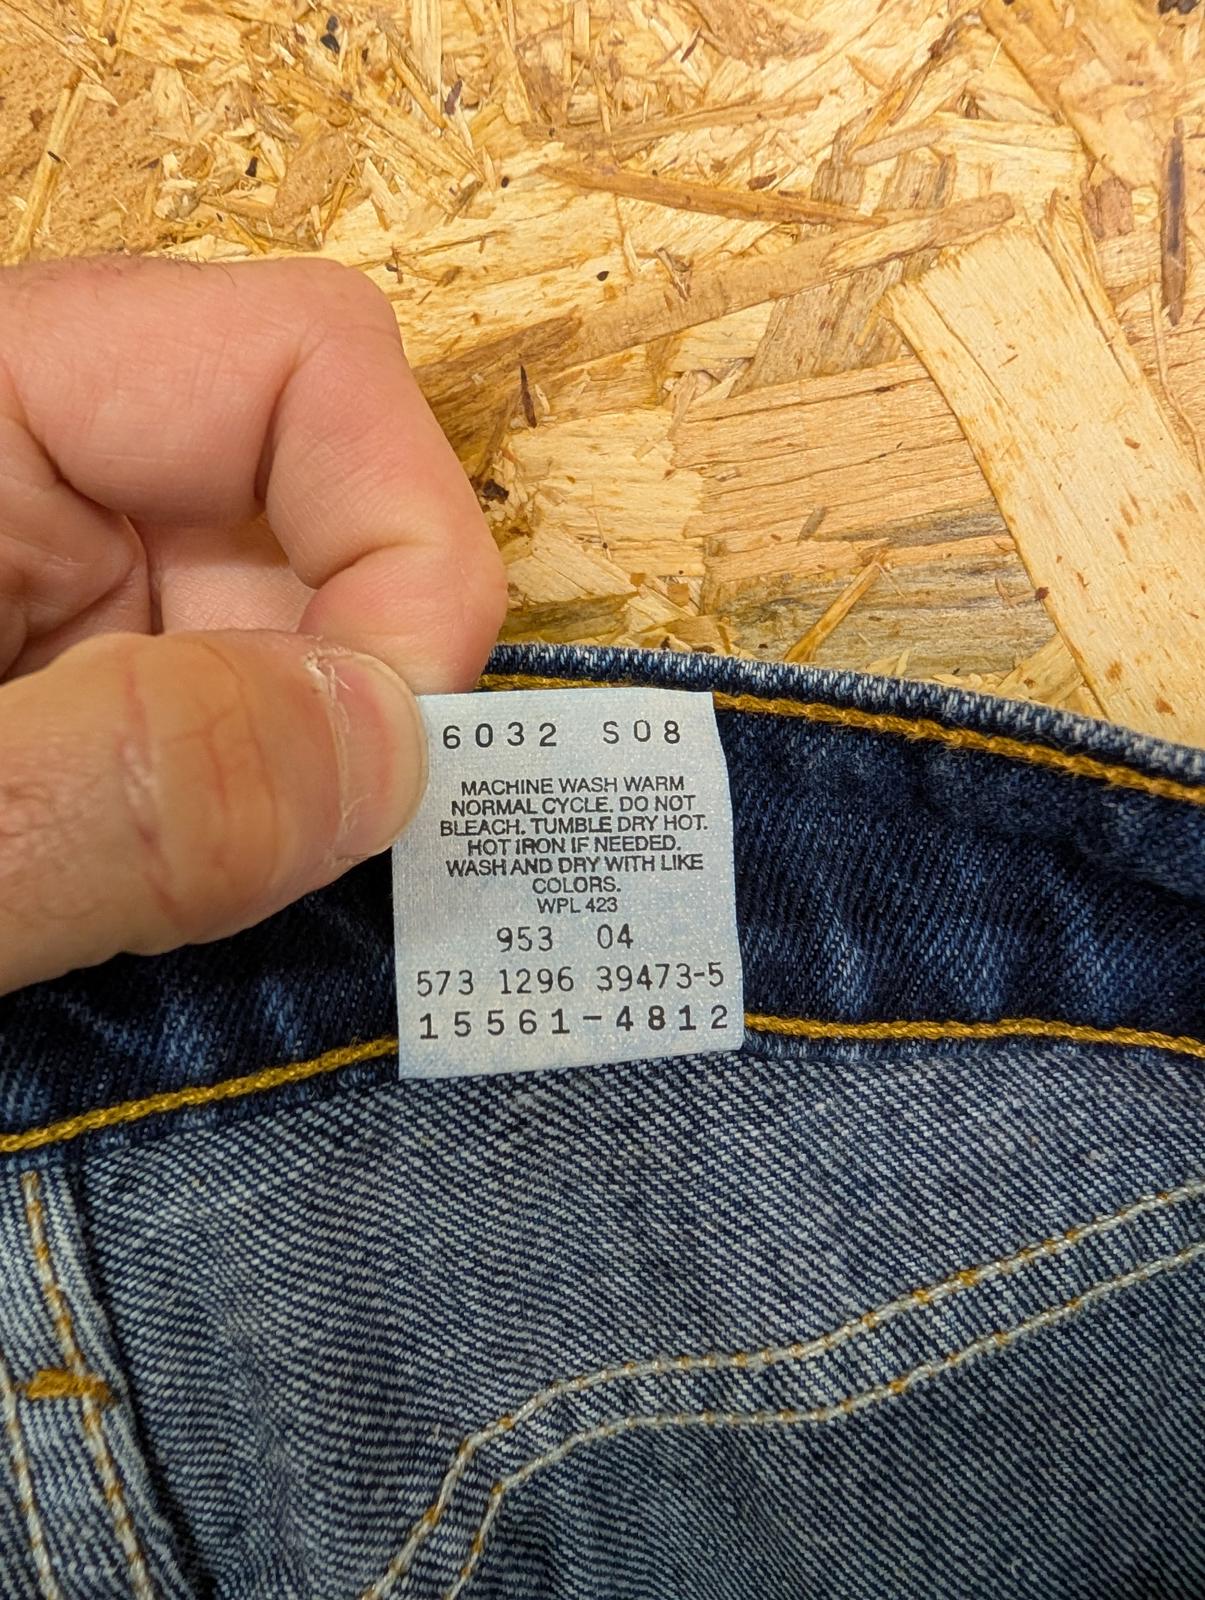 6032 S08
MACHINE WASH WARM
NORMAL CYCLE. DO NOT
BLEACH. TUMBLE DRY HOT.
HOT IRON IF NEEDED.
WASH AND DRY WITH LIKE
COLORS.
WPL 423
953 04
573 1296 39473-5
15561-4812